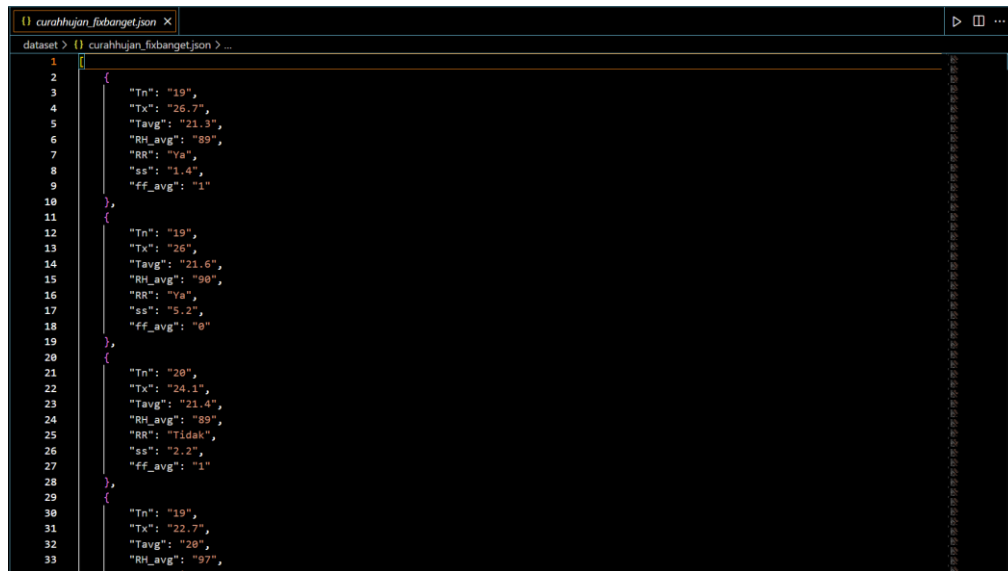 {} curahhujan_fixbanget.json ×
dataset > {} curahhujan_fixbanget.json > ...
1 [
2 {
3 "Tn": "19",
4 "Tx": "26.7",
5 "Tavg": "21.3",
6 "RH_avg": "89",
7 "RR": "Ya",
8 "ss": "1.4",
9 "ff_avg": "1"
10 },
11 {
12 "Tn": "19",
13 "Tx": "26",
14 "Tavg": "21.6",
15 "RH_avg": "90",
16 "RR": "Ya",
17 "ss": "5.2",
18 "ff_avg": "0"
19 },
20 {
21 "Tn": "20",
22 "Tx": "24.1",
23 "Tavg": "21.4",
24 "RH_avg": "89",
25 "RR": "Tidak",
26 "ss": "2.2",
27 "ff_avg": "1"
28 },
29 {
30 "Tn": "19",
31 "Tx": "22.7",
32 "Tavg": "20",
33 "RH_avg": "97",